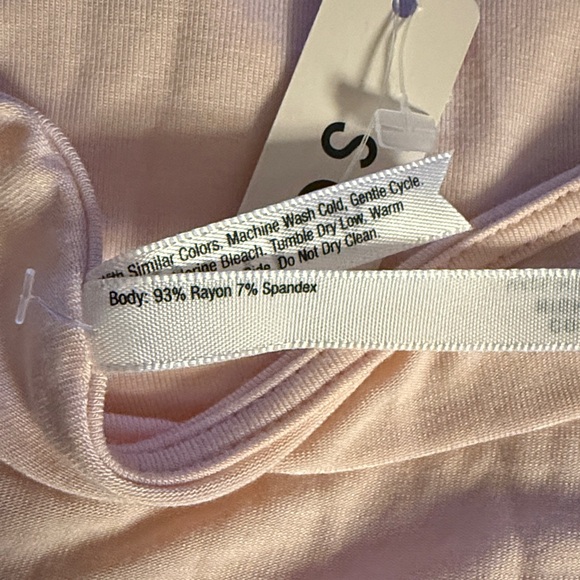 OS
Similar Colors. Machine Wash Cold, Gentle Cycle.
Bleach. Tumble Dry Low, Warm
Do Not Dry Clean.
Body: 93% Rayon 7% Spandex